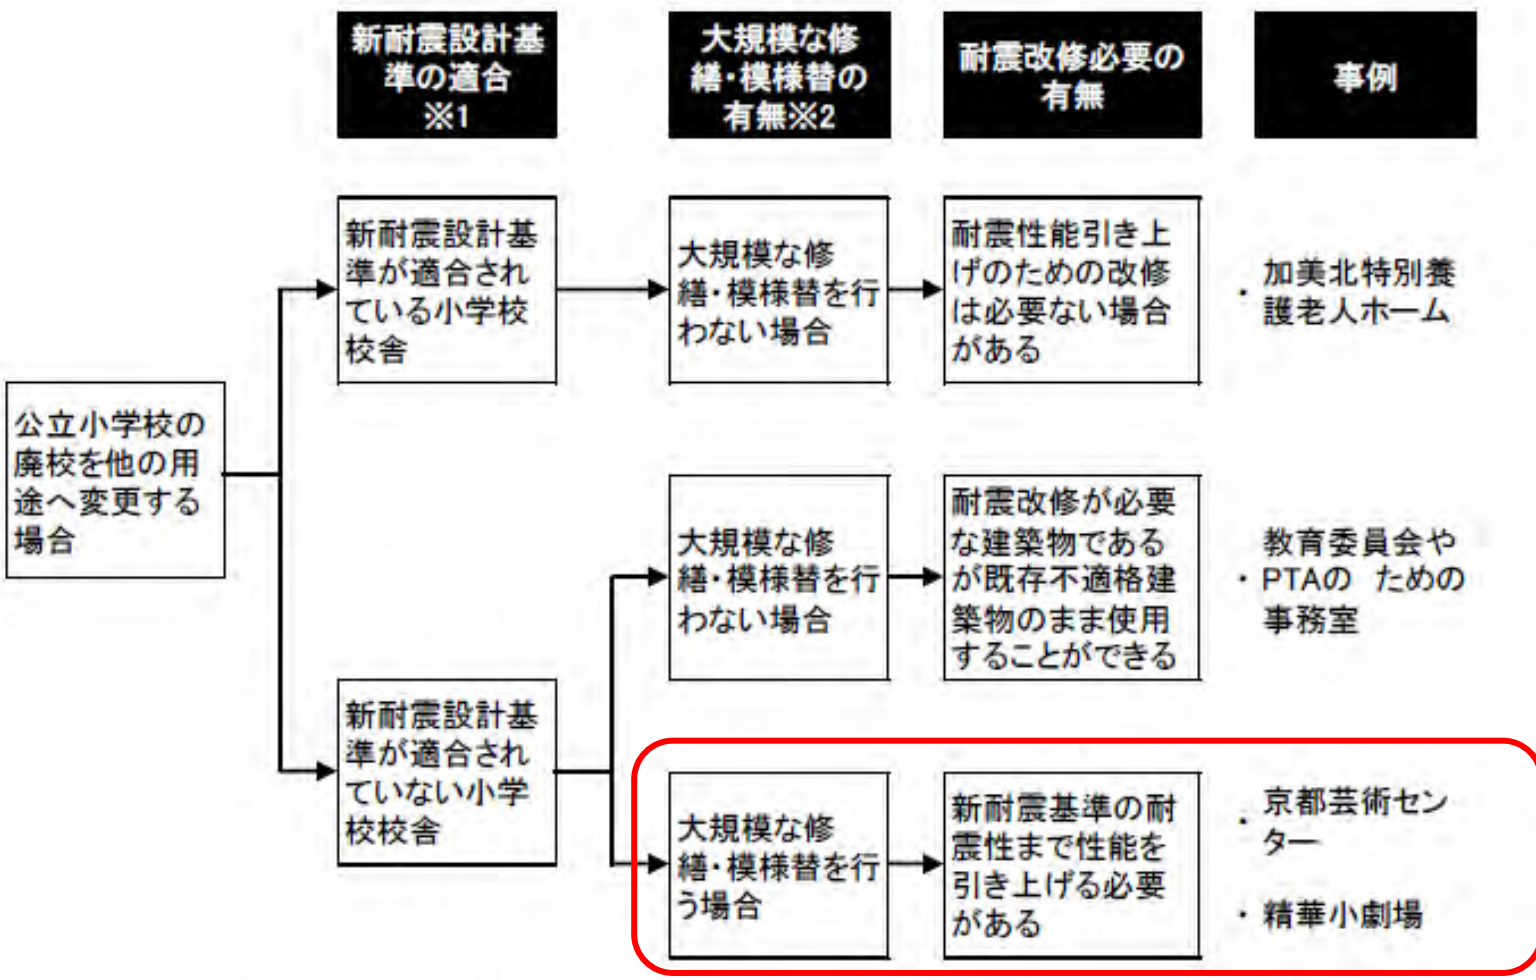 新耐震設計基
準の適合
※1
大規模な修
繕・模様替の
有無※2
耐震改修必要の
有無
事例
新耐震設計基
準が適合され
ている小学校
校舎
大規模な修
繕・模様替を行
わない場合
耐震性能引き上
げのための改修
は必要ない場合
がある
・ 加美北特別養
護老人ホーム
公立小学校の
廃校を他の用
途へ変更する
場合
大規模な修
繕・模様替を行
わない場合
耐震改修が必要
な建築物である
が既存不適格建
築物のまま使用
することができる
教育委員会や
・ PTAの ための
事務室
新耐震設計基
準が適合され
ていない小学
校校舎
大規模な修
繕・模様替を行
う場合
新耐震基準の耐
震性まで性能を
引き上げる必要
がある
・ 京都芸術セン
ター
・ 精華小劇場